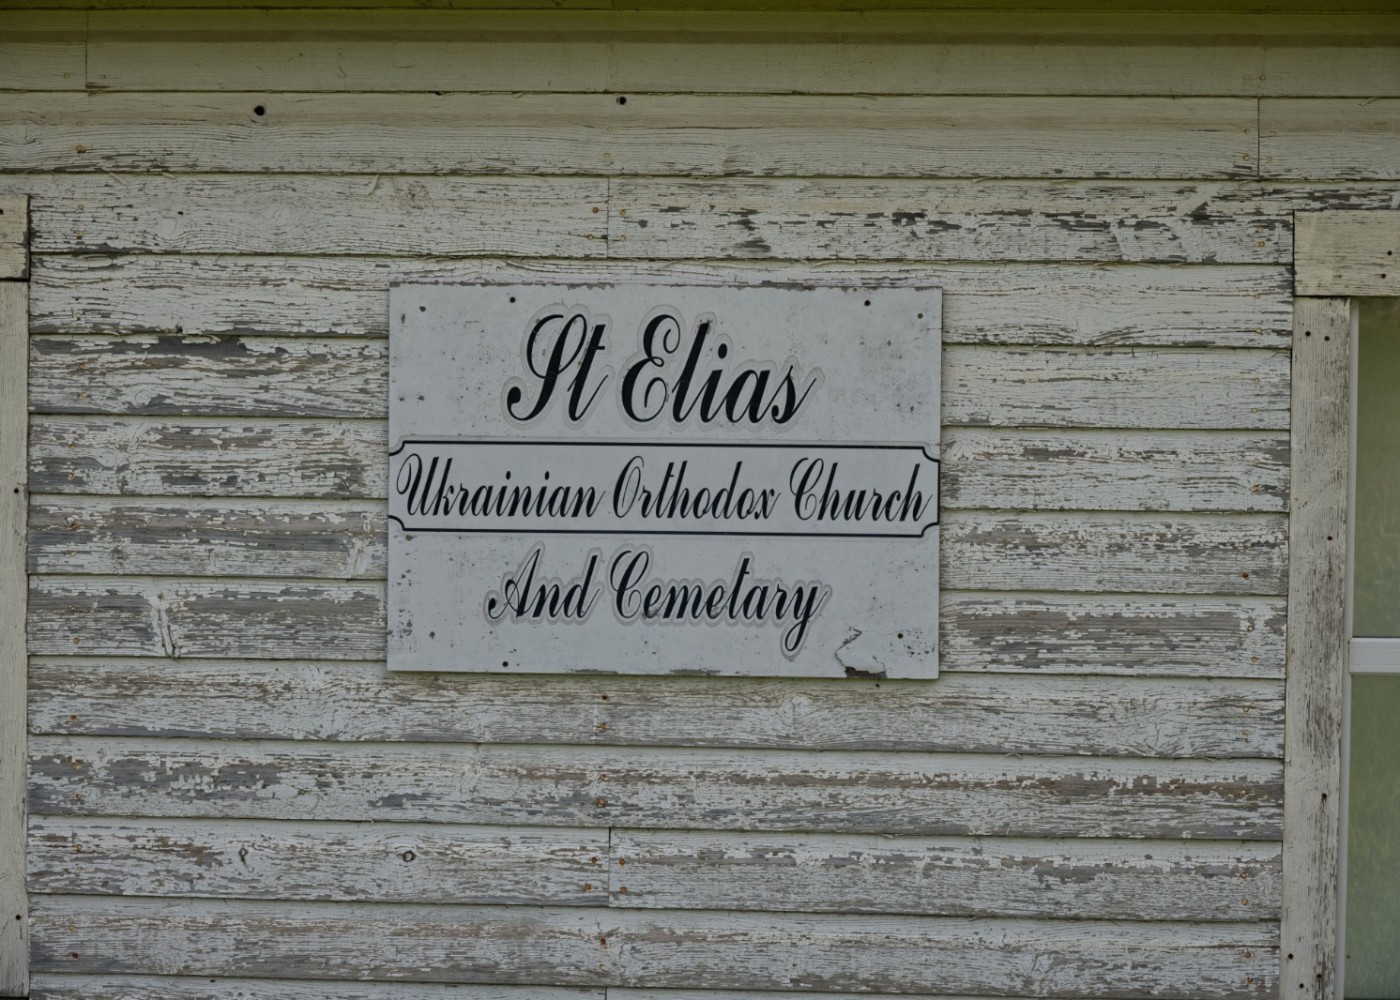 St Elias
Ukrainian Orthodox Church
And Cemetary